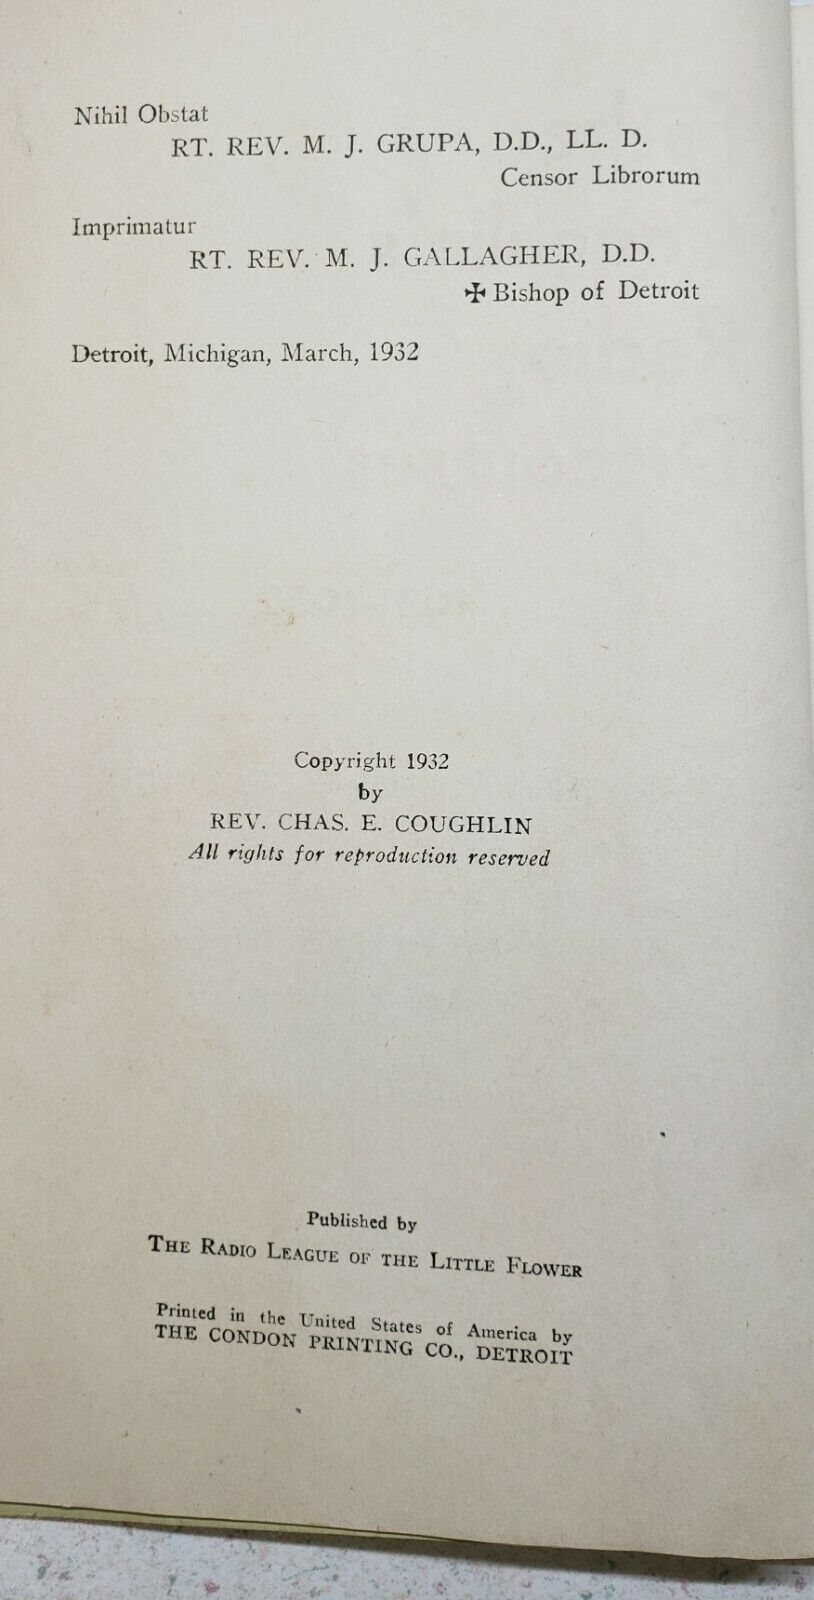 Nihil Obstat
RT. REV. M. J. GRUPA, D.D., LL. D.
Censor Librorum
Imprimatur
RT. REV. M. J. GALLAGHER, D.D.
✠ Bishop of Detroit
Detroit, Michigan, March, 1932
Copyright 1932
by
REV. CHAS. E. COUGHLIN
All rights for reproduction reserved
Published by
THE RADIO LEAGUE OF THE LITTLE FLOWER
Printed in the United States of America by
THE CONDON PRINTING CO., DETROIT